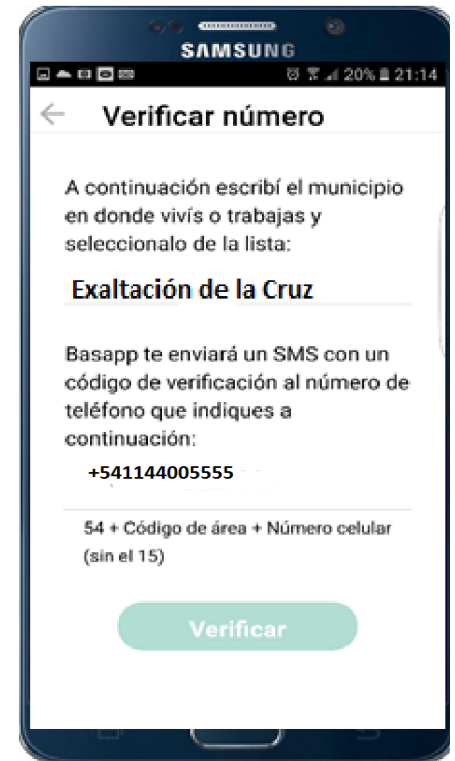 SAMSUNG
20% 21:14
Verificar número
A continuación escribí el municipio
en donde vivís o trabajas y
seleccionalo de la lista:
Exaltación de la Cruz
Basapp te enviará un SMS con un
código de verificación al número de
teléfono que indiques a
continuación:
+541144005555
54 + Código de área + Número celular
(sin el 15)
Verificar